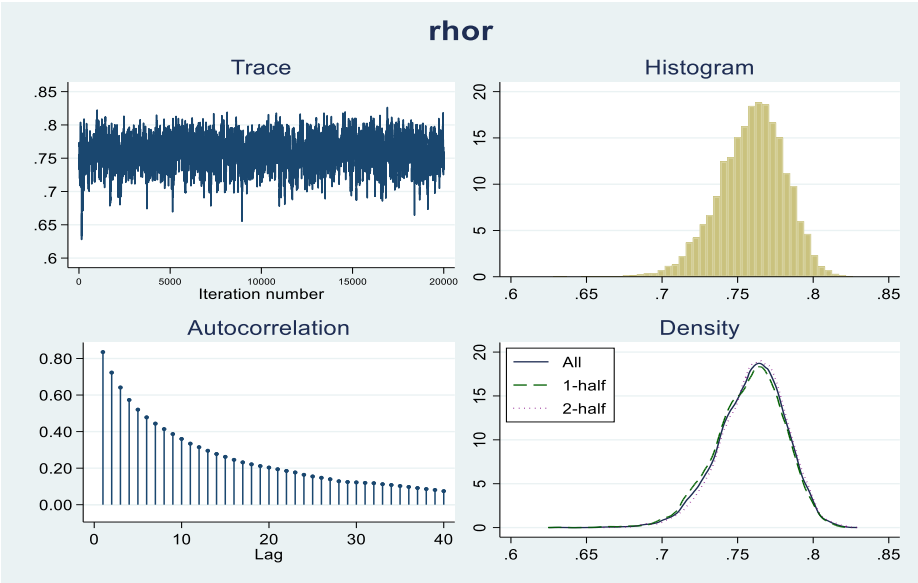 rhor
Trace
.85
.8
.75
.7
.65
.6
0 5000 10000 15000 20000
Iteration number
Histogram
20
15
10
5
0
.6 .65 .7 .75 .8 .85
Autocorrelation
0.80
0.60
0.40
0.20
0.00
0 10 20 30 40
Lag
Density
20
15
10
5
0
All
1-half
2-half
.6 .65 .7 .75 .8 .85